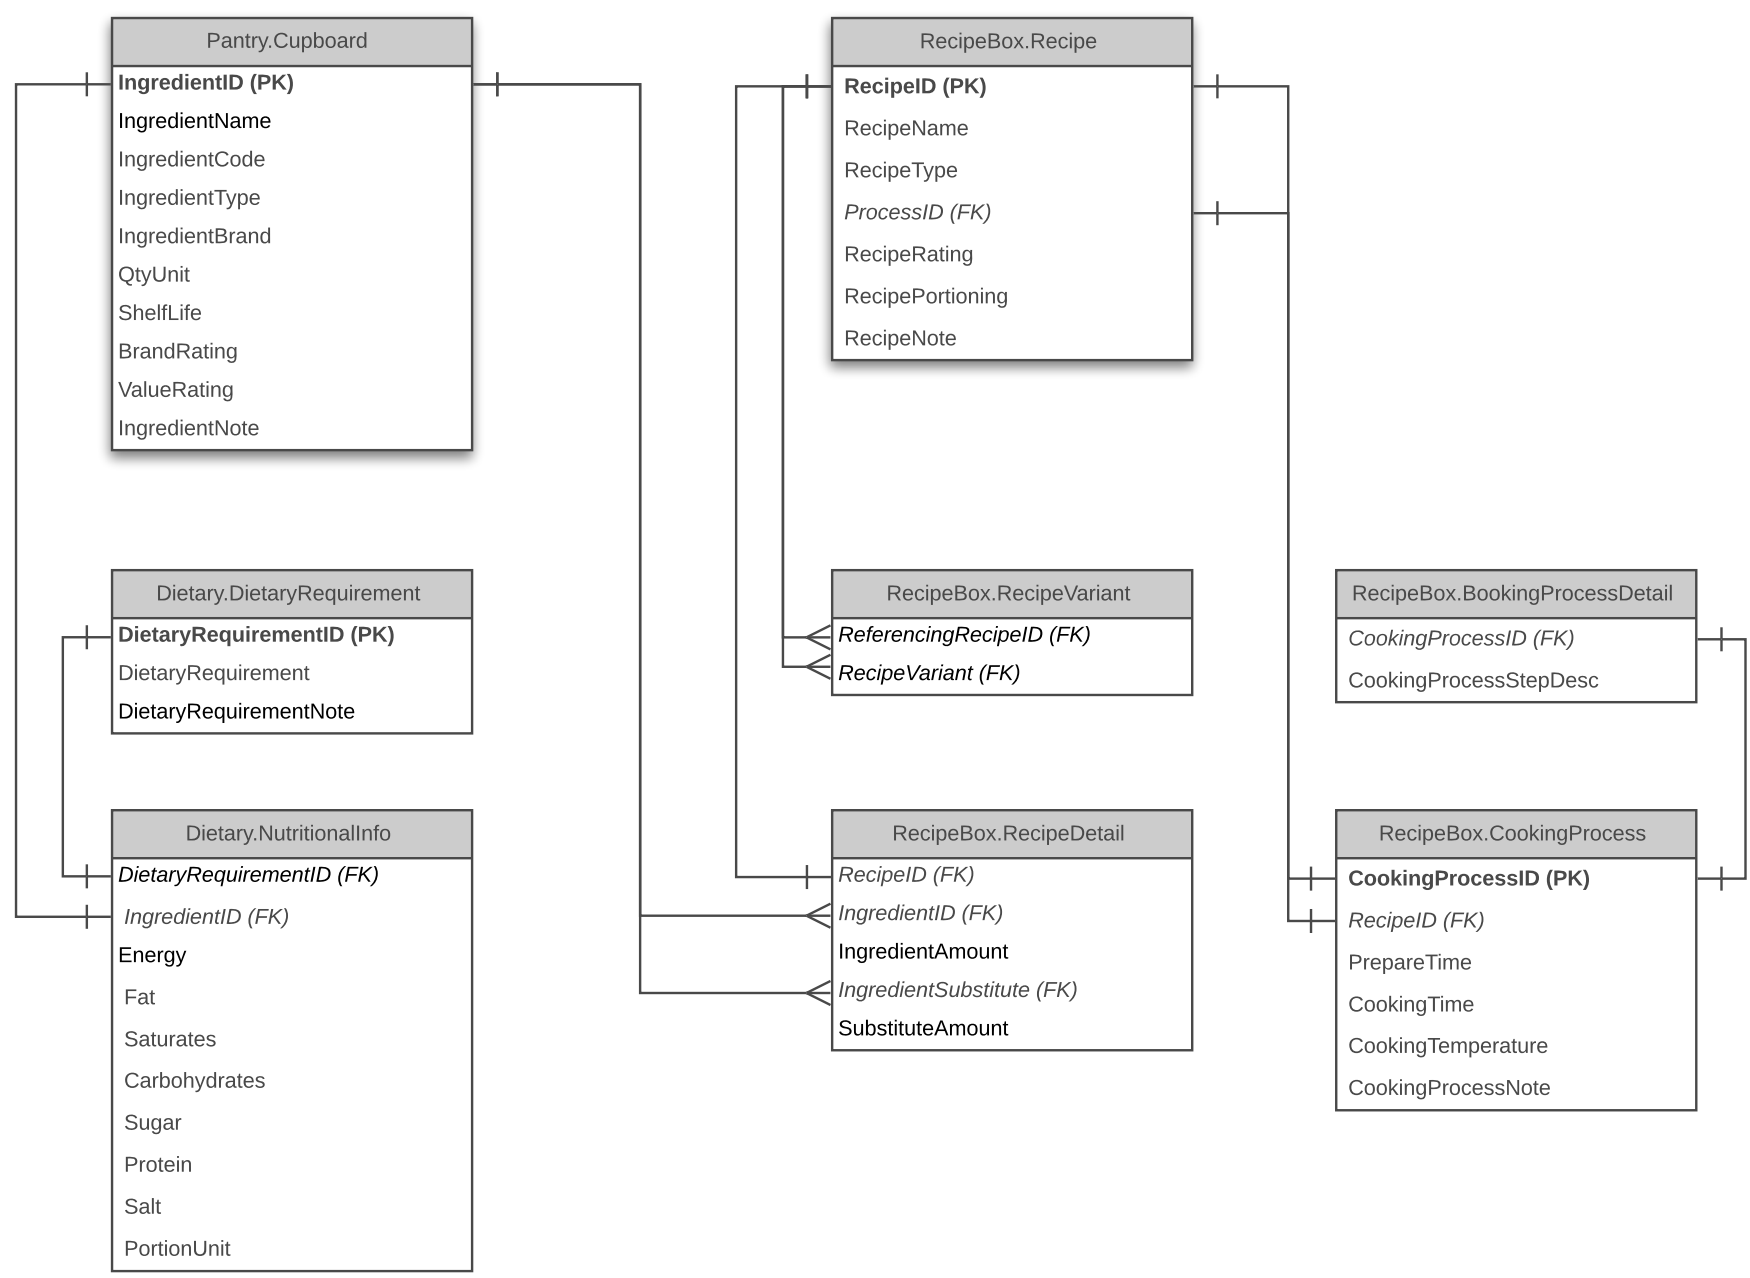 Pantry.Cupboard
IngredientID (PK)
IngredientName
IngredientCode
IngredientType
IngredientBrand
QtyUnit
ShelfLife
BrandRating
ValueRating
IngredientNote
RecipeBox.Recipe
RecipeID (PK)
RecipeName
RecipeType
ProcessID (FK)
RecipeRating
RecipePortioning
RecipeNote
Dietary.DietaryRequirement
DietaryRequirementID (PK)
DietaryRequirement
DietaryRequirementNote
RecipeBox.RecipeVariant
ReferencingRecipeID (FK)
RecipeVariant (FK)
RecipeBox.BookingProcessDetail
CookingProcessID (FK)
CookingProcessStepDesc
Dietary.NutritionalInfo
DietaryRequirementID (FK)
IngredientID (FK)
Energy
Fat
Saturates
Carbohydrates
Sugar
Protein
Salt
PortionUnit
RecipeBox.RecipeDetail
RecipeID (FK)
IngredientID (FK)
IngredientAmount
IngredientSubstitute (FK)
SubstituteAmount
RecipeBox.CookingProcess
CookingProcessID (PK)
RecipeID (FK)
PrepareTime
CookingTime
CookingTemperature
CookingProcessNote